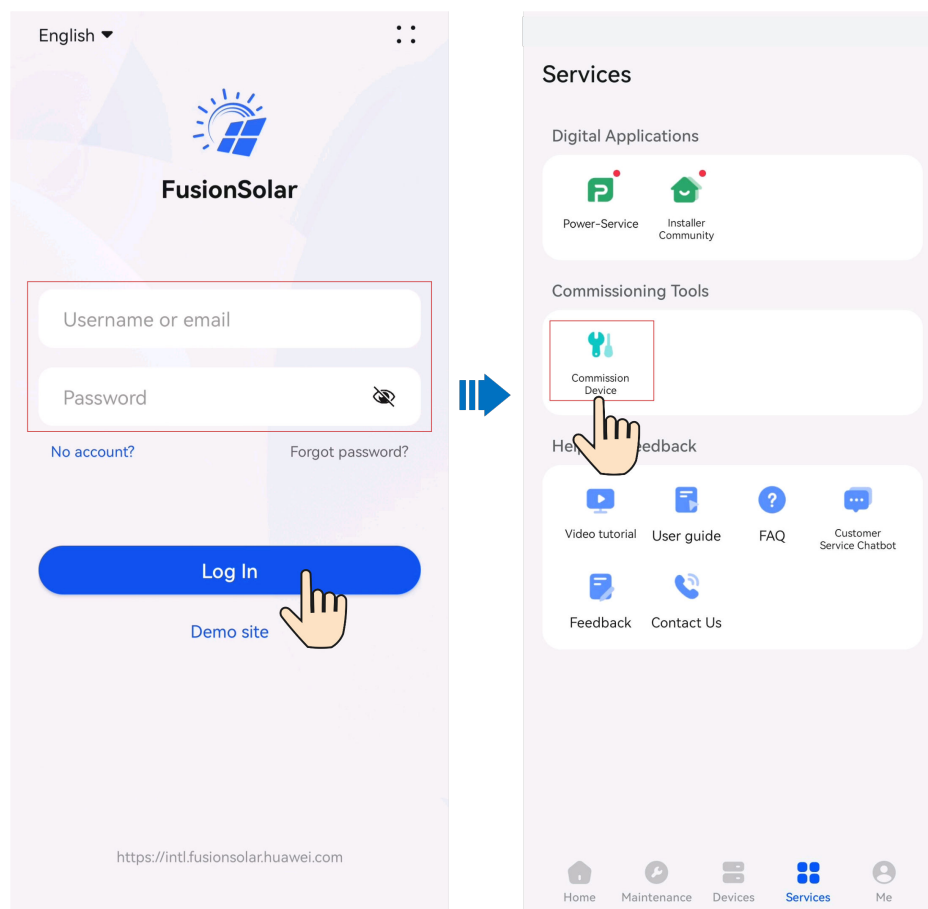 English
FusionSolar
Username or email
Password
No account?
Forgot password?
Log In
Demo site
https://intl.fusionsolar.huawei.com
Services
Digital Applications
Power-Service
Installer
Community
Commissioning Tools
Commission
Device
Hel eedback
Video tutorial
User guide
FAQ
Customer
Service Chatbot
Feedback
Contact Us
Home
Maintenance
Devices
Services
Me